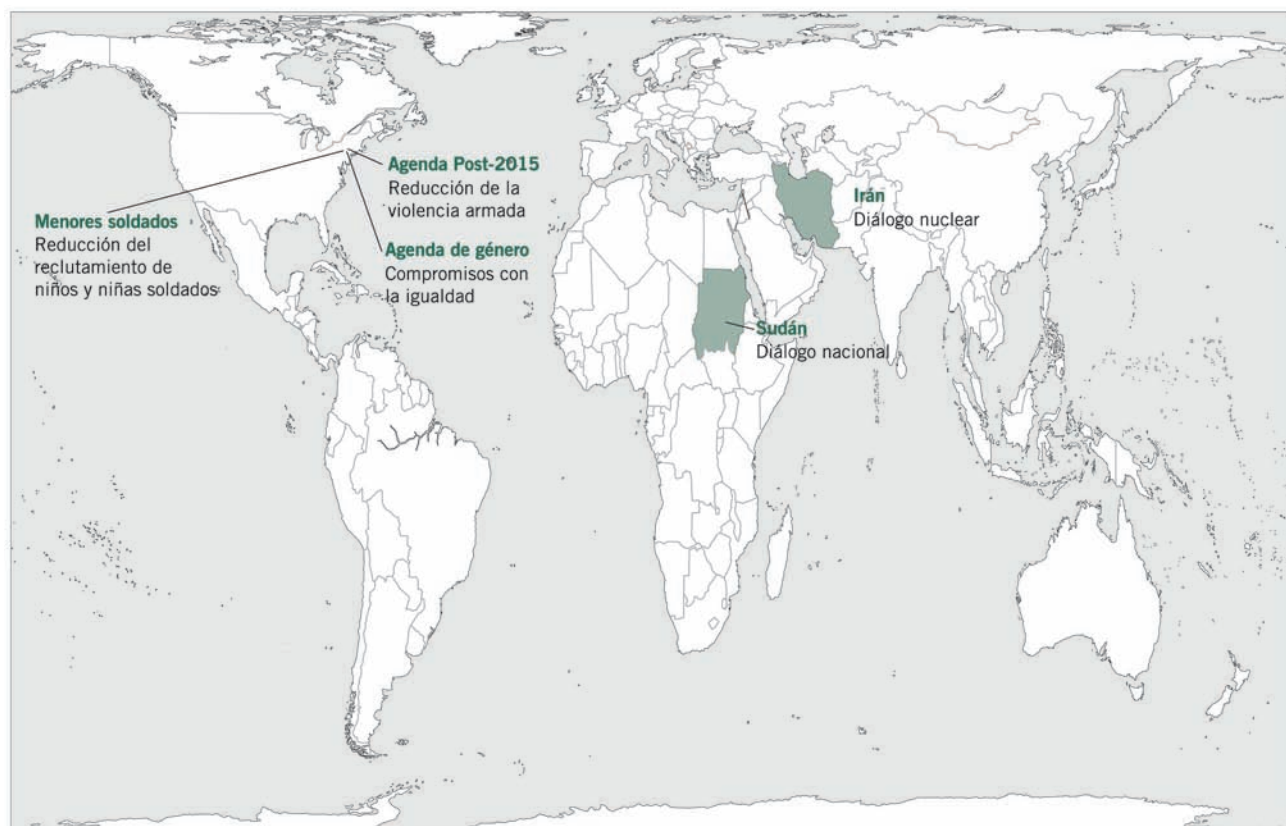 Agenda Post-2015
Reducción de la
violencia armada
Menores soldados
Reducción del
reclutamiento de
niños y niñas soldados
Agenda de género
Compromisos con
la igualdad
Irán
Diálogo nuclear
Sudán
Diálogo nacional